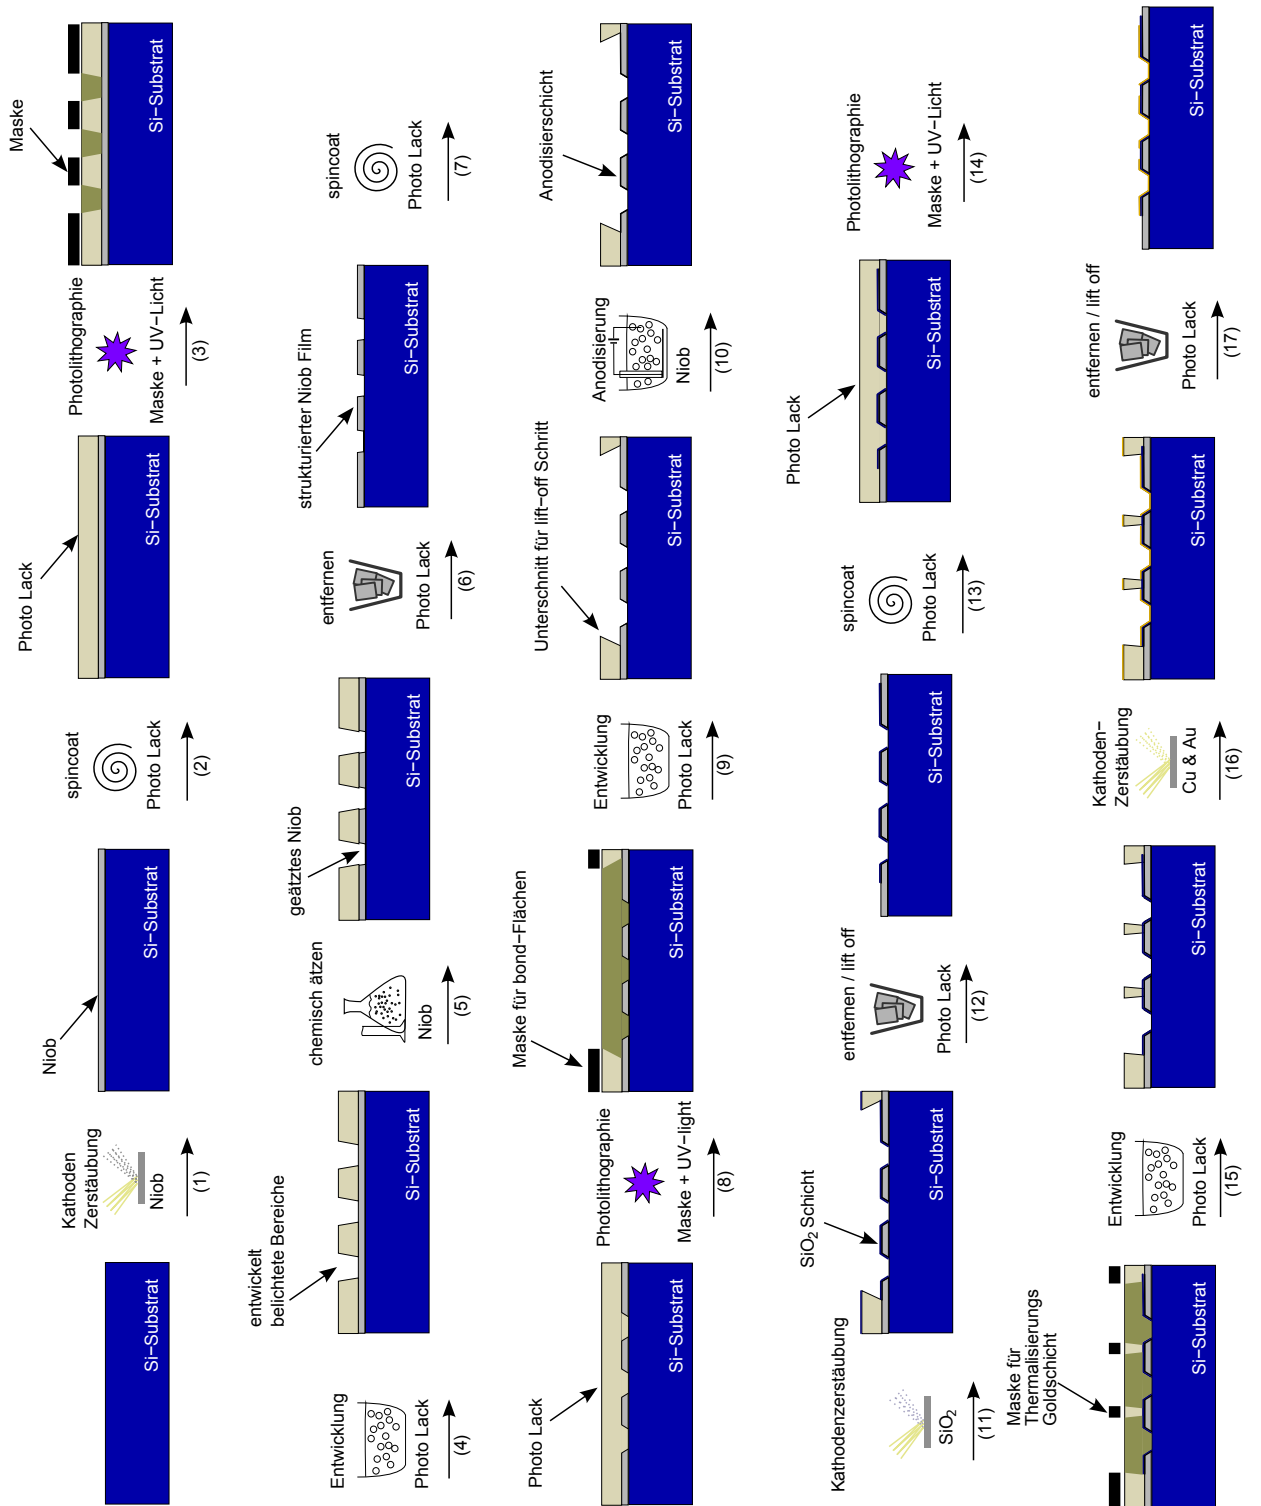 Si−Substrat
Kathoden
Zerstäubung
Niob
(1)
Niob
Si−Substrat
spincoat
Photo Lack
(2)
Photo Lack
Si−Substrat
Photolithographie
Maske + UV−Licht
(3)
Maske
Si−Substrat
Entwicklung
Photo Lack
(4)
entwickelt
belichtete Bereiche
Si−Substrat
chemisch ätzen
Niob
(5)
geätztes Niob
Si−Substrat
entfernen
Photo Lack
(6)
strukturierter Niob Film
Si−Substrat
spincoat
Photo Lack
(7)
Photo Lack
Si−Substrat
Photolithographie
Maske + UV−light
(8)
Maske für bond−Flächen
Si−Substrat
Entwicklung
Photo Lack
(9)
Unterschnitt für lift−off Schritt
Si−Substrat
Anodisierung
Niob
(10)
Anodisierschicht
Si−Substrat
Kathodenzerstäubung
SiO2
(11)
SiO2 Schicht
Si−Substrat
entfernen / lift off
Photo Lack
(12)
Si−Substrat
spincoat
Photo Lack
(13)
Photo Lack
Si−Substrat
Photolithographie
Maske + UV−Licht
(14)
Maske für
Thermalisierungs
Goldschicht
Si−Substrat
Entwicklung
Photo Lack
(15)
Si−Substrat
Kathoden−
Zerstäubung
Cu & Au
(16)
Si−Substrat
entfernen / lift off
Photo Lack
(17)
Si−Substrat